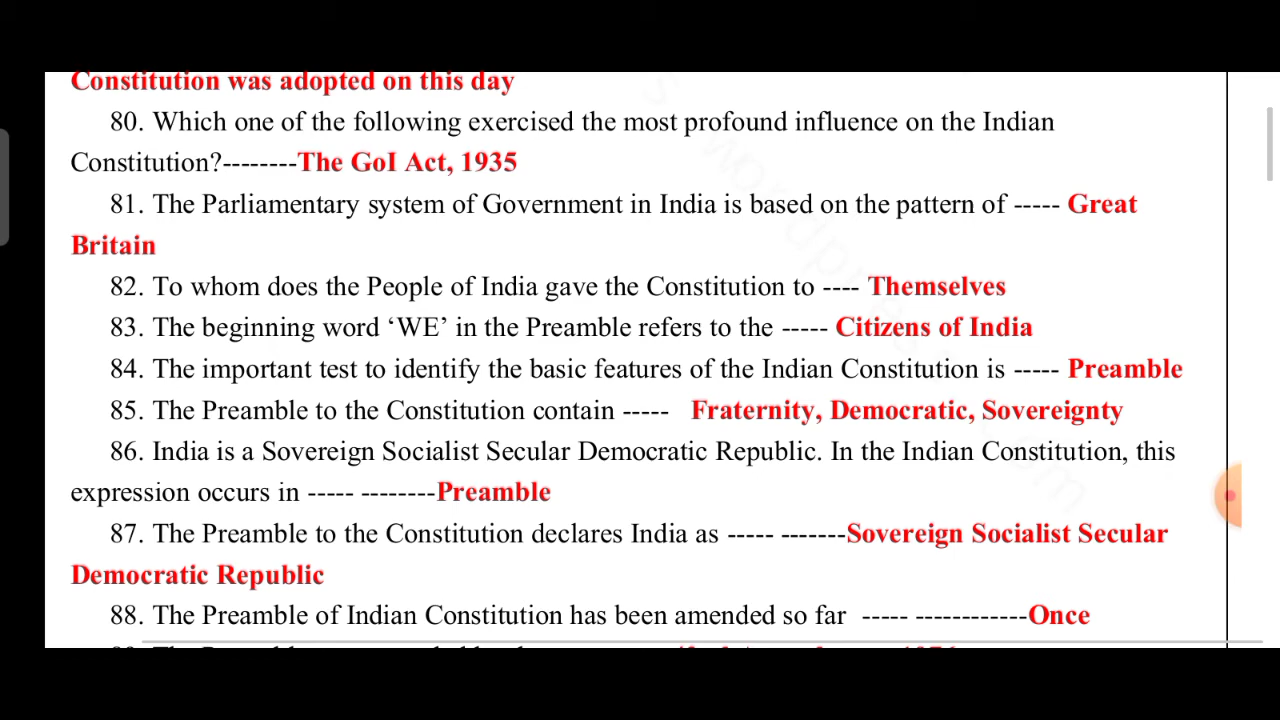 Constitution was adopted on this day
80. Which one of the following exercised the most profound influence on the Indian
Constitution?--------The GoI Act, 1935
81. The Parliamentary system of Government in India is based on the pattern of ----- Great
Britain
82. To whom does the People of India gave the Constitution to ---- Themselves
83. The beginning word ‘WE’ in the Preamble refers to the ----- Citizens of India
84. The important test to identify the basic features of the Indian Constitution is ----- Preamble
85. The Preamble to the Constitution contain ----- Fraternity, Democratic, Sovereignty
86. India is a Sovereign Socialist Secular Democratic Republic. In the Indian Constitution, this
expression occurs in ----- --------Preamble
87. The Preamble to the Constitution declares India as ----- -------Sovereign Socialist Secular
Democratic Republic
88. The Preamble of Indian Constitution has been amended so far ----- ------------Once